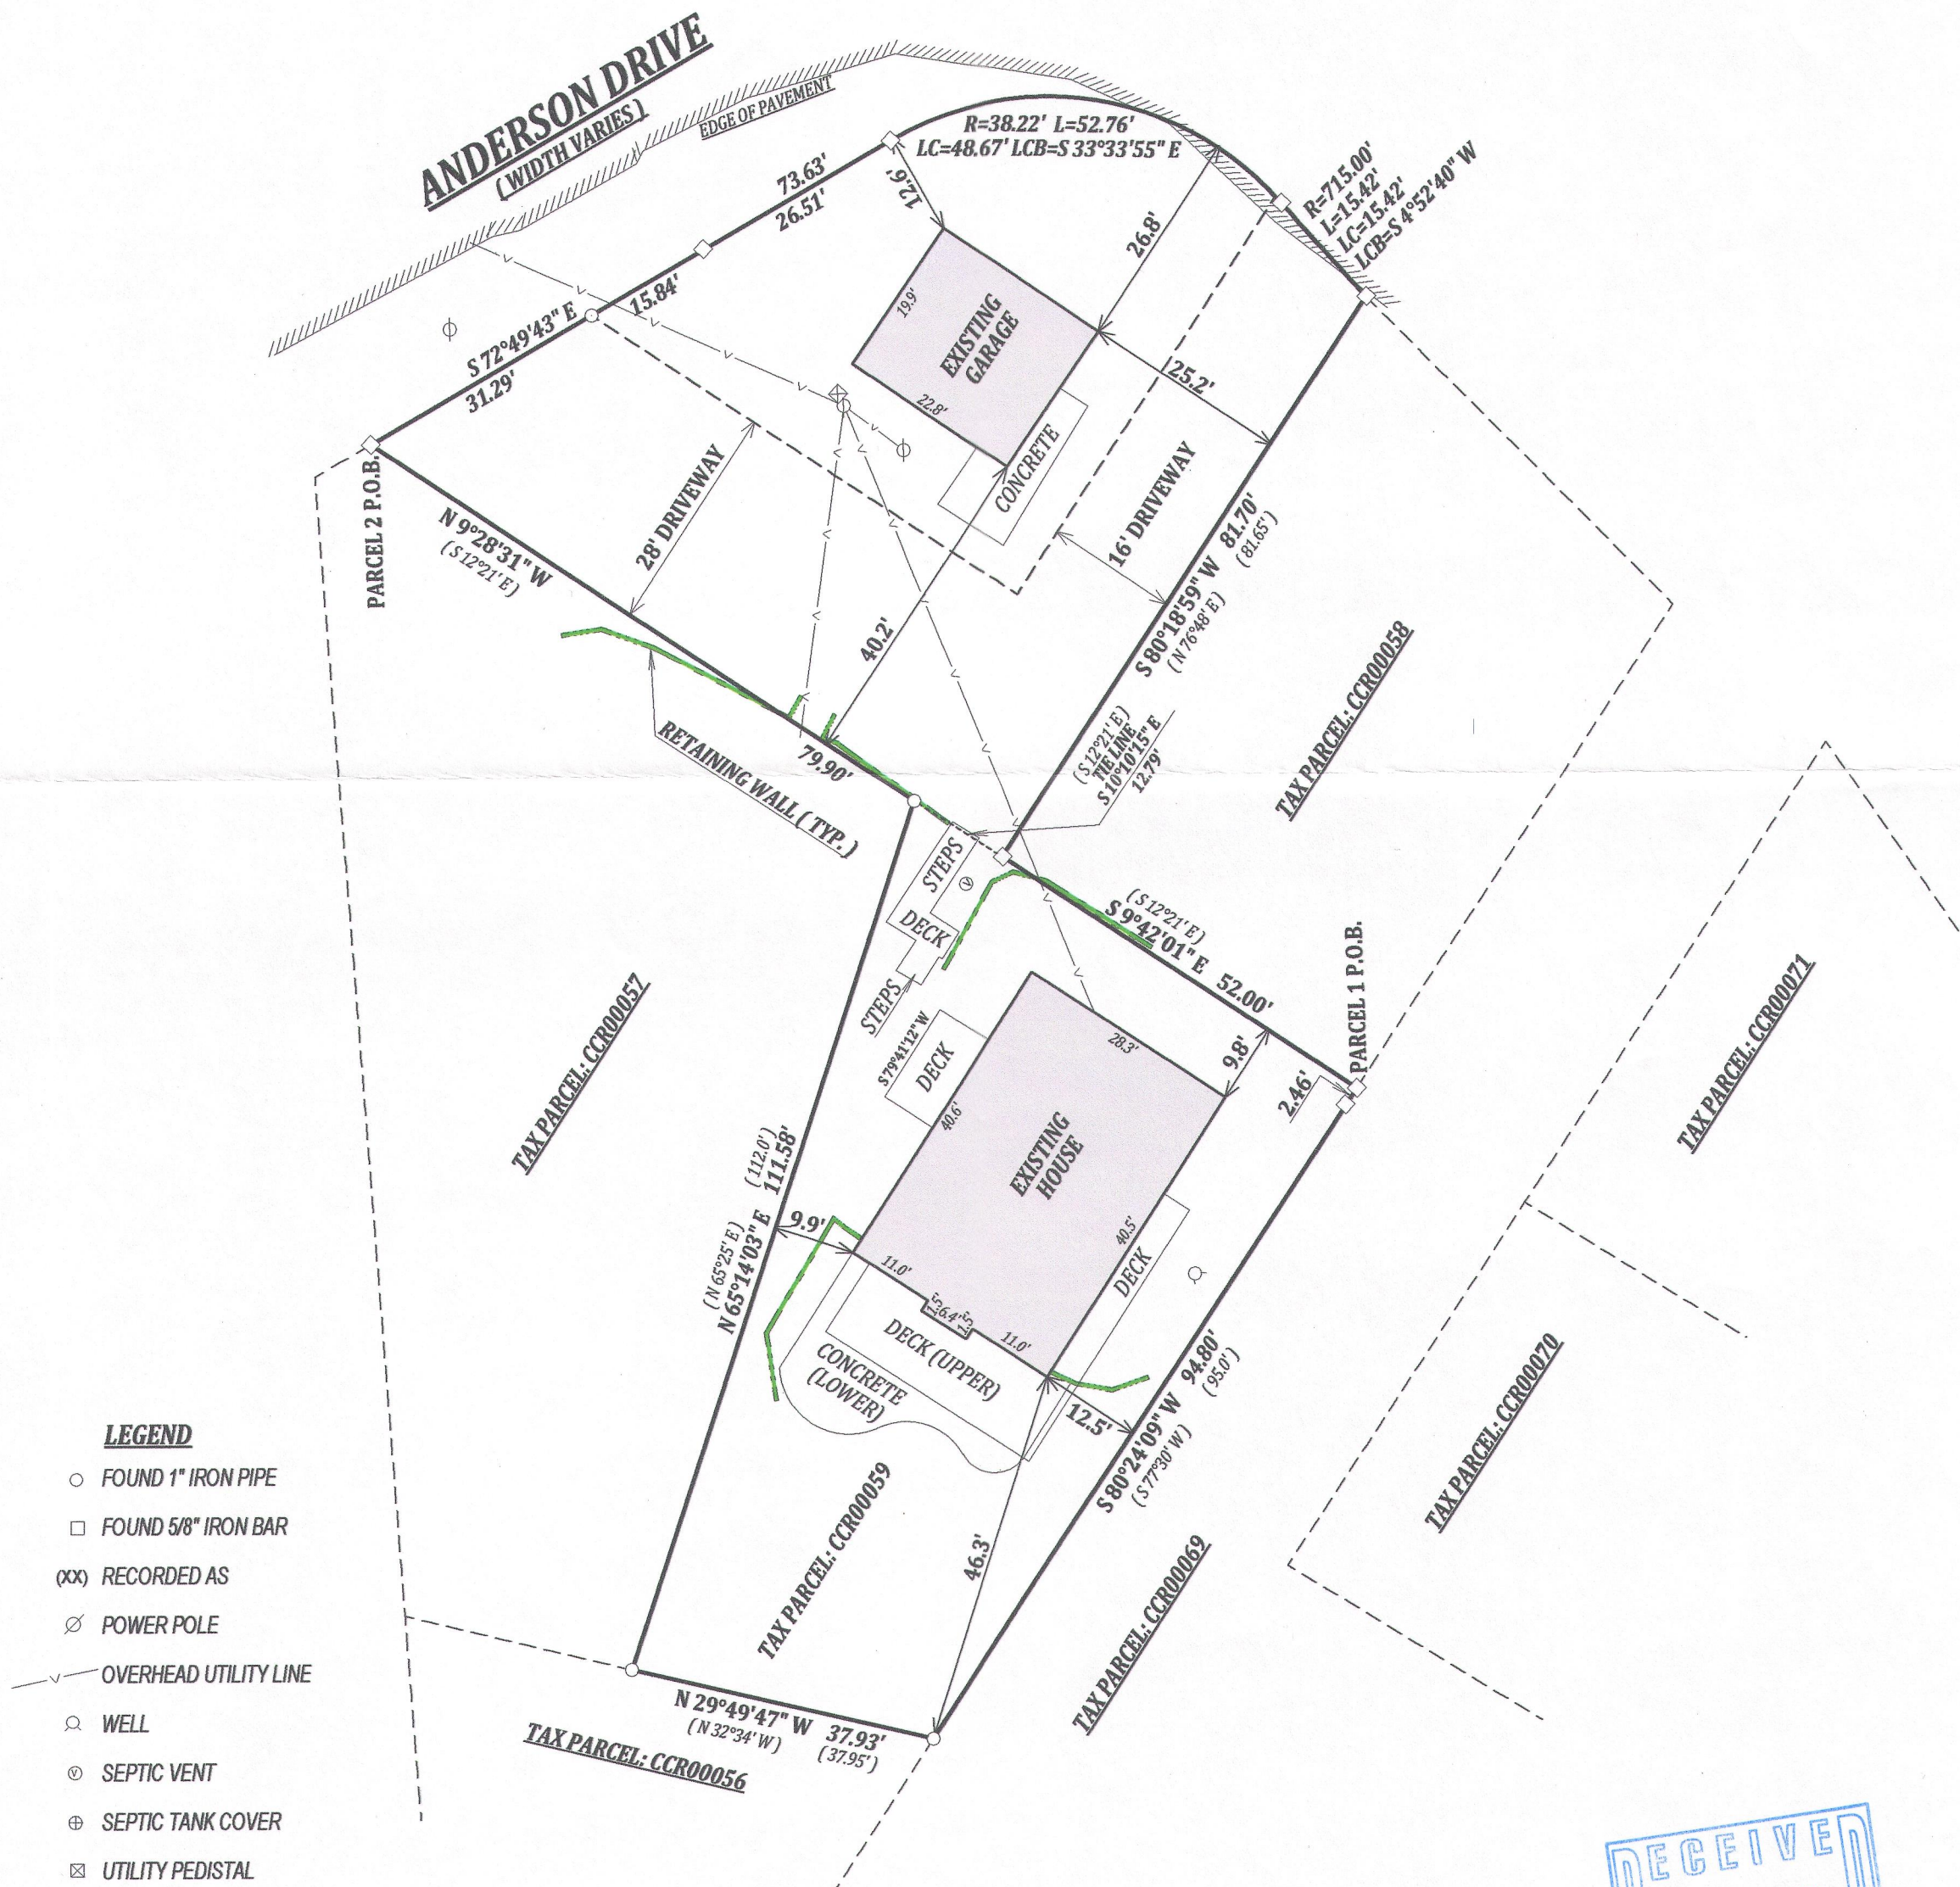 ANDERSON DRIVE
( WIDTH VARIES )
EDGE OF PAVEMENT
R=38.22' L=52.76'
LC=48.67' LCB=S 33°33'55" E
R=715.00'
L=15.42'
LC=15.42'
LCB=S 4°52'40" W
73.63'
26.51'
12.6'
26.8'
15.84'
S 72°49'43" E
31.29'
19.9'
EXISTING
GARAGE
22.8'
25.2'
CONCRETE
PARCEL 2 P.O.B.
N 9°28'31" W
( S 12°21' E )
28' DRIVEWAY
16' DRIVEWAY
S 80°18'59" W 81.70'
( N 76°48' E )
( 81.65' )
40.2'
TAX PARCEL: CCR00058
RETAINING WALL ( TYP. )
79.90'
( S 12°21' E )
TIE LINE
S 10°10'15" E
12.79'
STEPS
V
DECK
STEPS
( S 12°21' E )
S 9°42'01" E 52.00'
PARCEL 1 P.O.B.
TAX PARCEL: CCR00071
TAX PARCEL: CCR00057
S 79°41'12" W
DECK
28.3'
9.8'
2.46'
40.6'
EXISTING
HOUSE
40.5'
DECK
( 112.0' )
( N 65°25' E )
N 65°14'03" E 111.58'
9.9'
11.0'
1.5'
6.4'
1.5'
11.0'
DECK (UPPER)
CONCRETE
(LOWER)
12.5'
S 80°24'09" W 94.80'
( S 77°30' W )
( 95.0' )
TAX PARCEL: CCR00070
TAX PARCEL: CCR00059
46.3'
TAX PARCEL: CCR00069
N 29°49'47" W 37.93'
( N 32°34' W )
( 37.95' )
TAX PARCEL: CCR00056
LEGEND
FOUND 1" IRON PIPE
FOUND 5/8" IRON BAR
(XX) RECORDED AS
POWER POLE
OVERHEAD UTILITY LINE
WELL
V SEPTIC VENT
SEPTIC TANK COVER
UTILITY PEDISTAL
RECEIVED